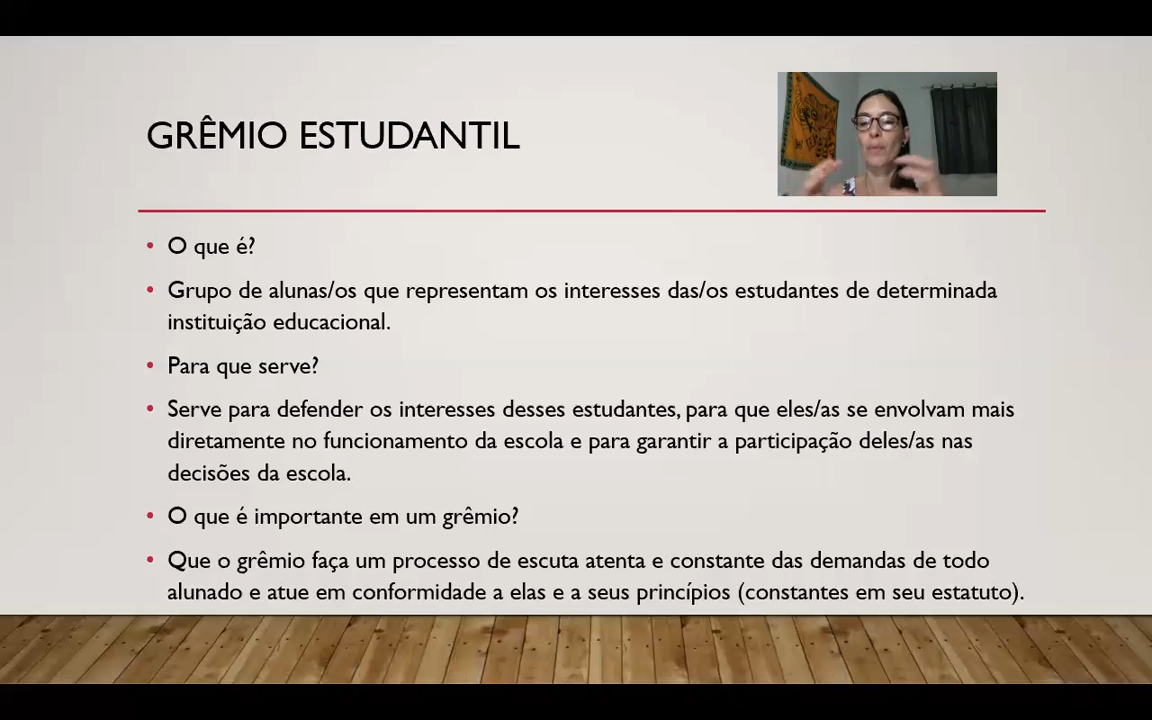 GRÊMIO ESTUDANTIL
• O que é?
• Grupo de alunas/os que representam os interesses das/os estudantes de determinada
instituição educacional.
• Para que serve?
• Serve para defender os interesses desses estudantes, para que eles/as se envolvam mais
diretamente no funcionamento da escola e para garantir a participação deles/as nas
decisões da escola.
• O que é importante em um grêmio?
• Que o grêmio faça um processo de escuta atenta e constante das demandas de todo
alunado e atue em conformidade a elas e a seus princípios (constantes em seu estatuto).